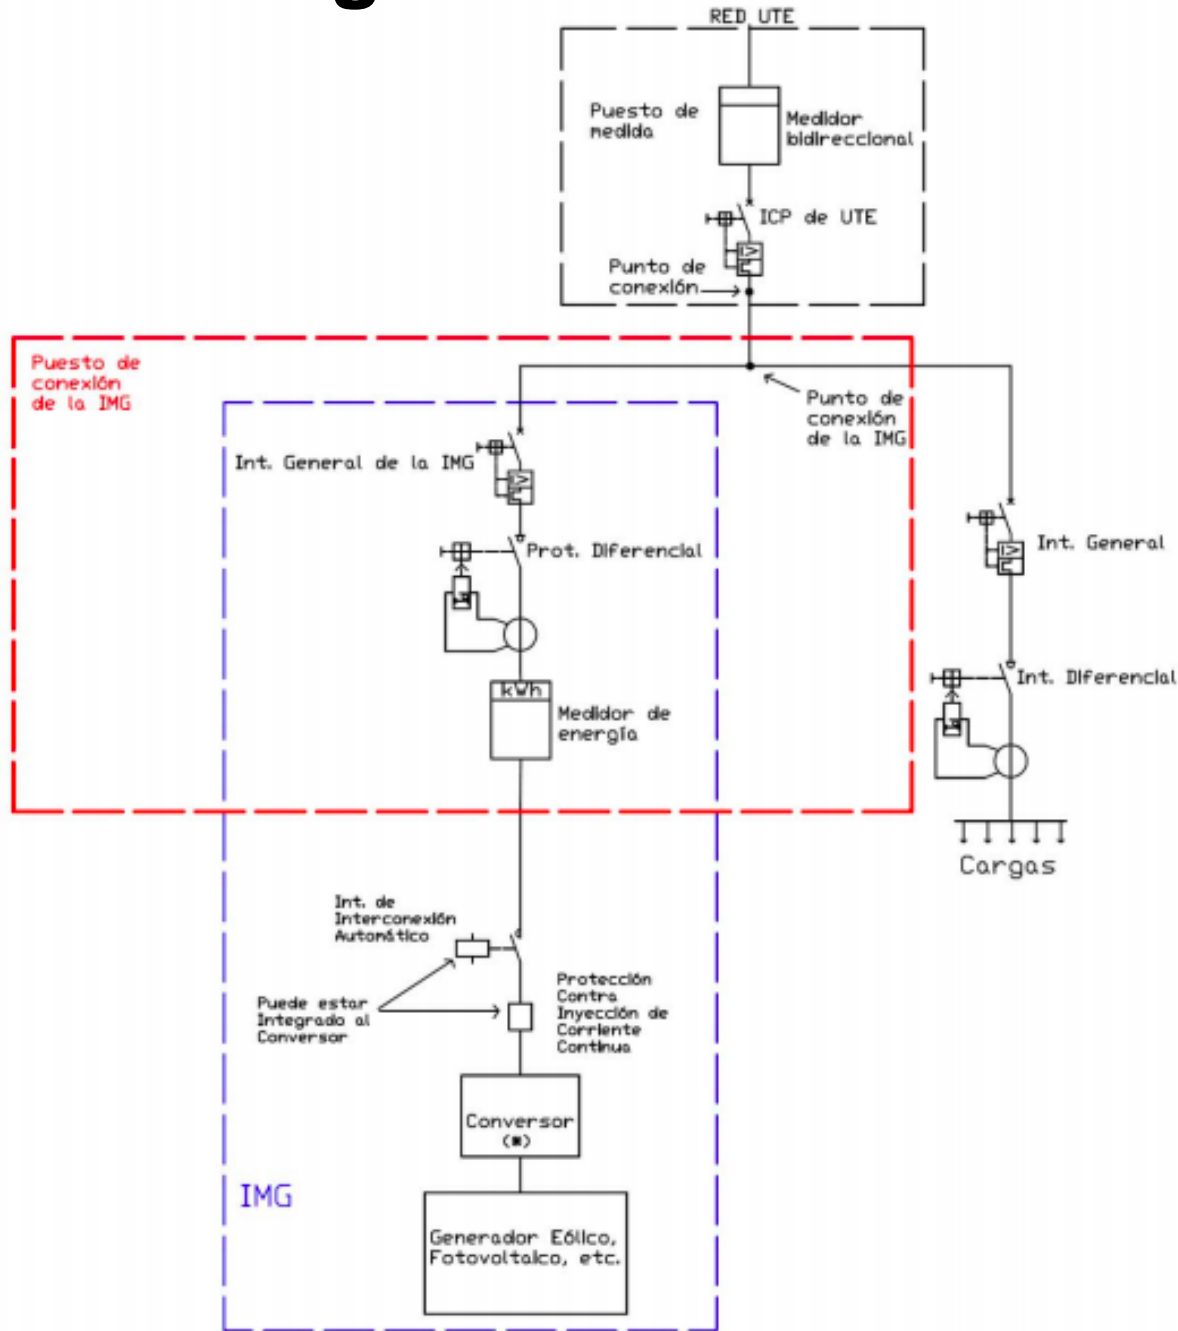 RED UTE
Puesto de
medida
Medidor
bidireccional
ICP de UTE
Punto de
conexión
Puesto de
conexión
de la IMG
Punto de
conexión
de la IMG
Int. General de la IMG
Prot. Diferencial
Int. General
kWh
Medidor de
energía
Int. Diferencial
Cargas
Int. de
Interconexión
Automático
Puede estar
Integrado al
Conversor
Protección
Contra
Inyección de
Corriente
Continua
Conversor
(*)
IMG
Generador Eólico,
Fotovoltaico, etc.